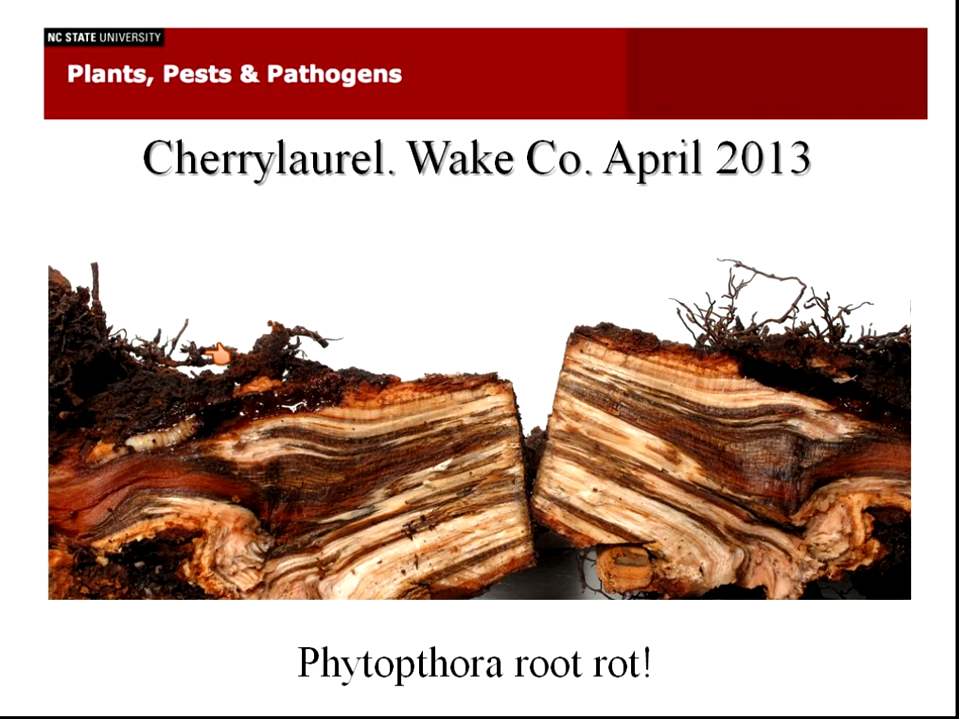 NC STATE UNIVERSITY
Plants, Pests & Pathogens
Cherrylaurel. Wake Co. April 2013
Phytopthora root rot!